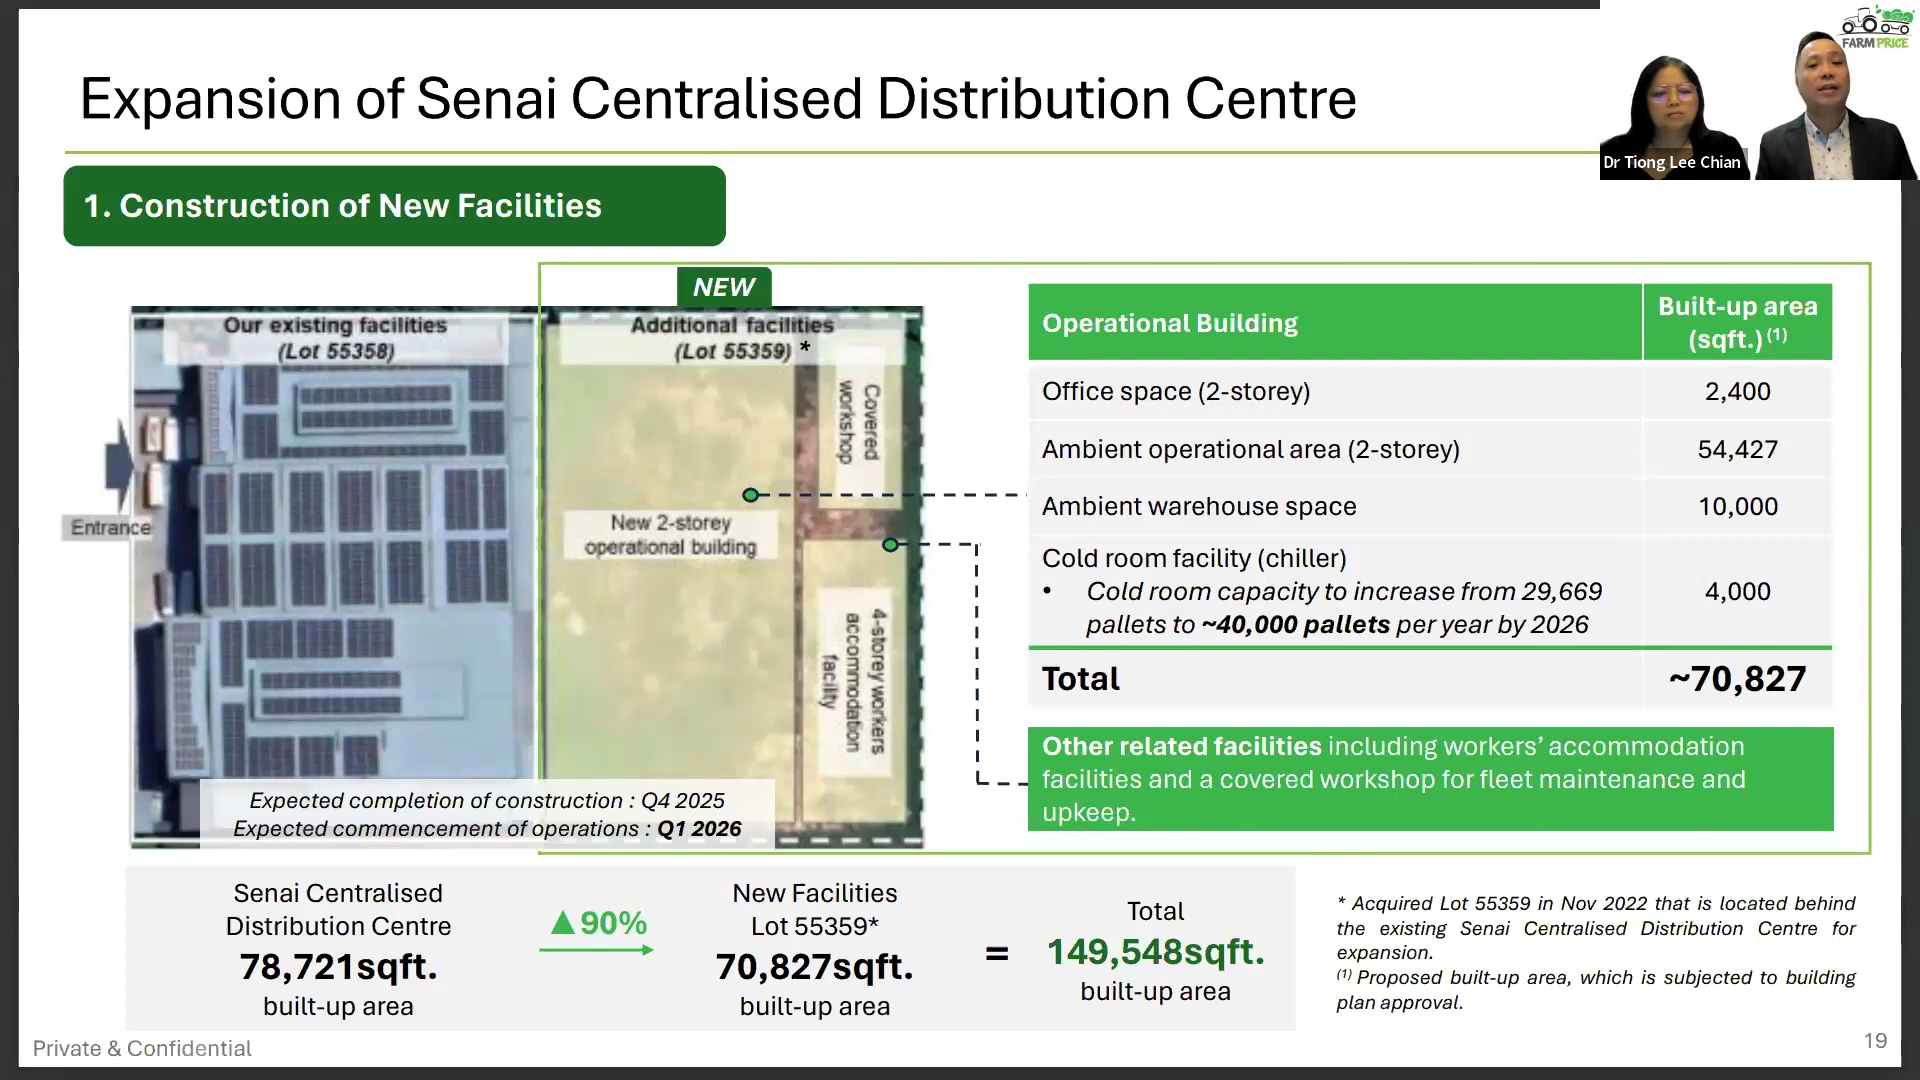 FARM PRICE
Dr Tiong Lee Chian
Expansion of Senai Centralised Distribution Centre
1. Construction of New Facilities
NEW
Our existing facilities
(Lot 55358)
Additional facilities
(Lot 55359) *
Entrance
Covered
workshop
New 2-storey
operational building
4-storey workers
accommodation
facility
Expected completion of construction : Q4 2025
Expected commencement of operations : Q1 2026
Operational Building
Built-up area
(sqft.) (1)
Office space (2-storey)
2,400
Ambient operational area (2-storey)
54,427
Ambient warehouse space
10,000
Cold room facility (chiller)
• Cold room capacity to increase from 29,669
pallets to ~40,000 pallets per year by 2026
4,000
Total
~70,827
Other related facilities including workers’ accommodation
facilities and a covered workshop for fleet maintenance and
upkeep.
Senai Centralised
Distribution Centre
78,721sqft.
built-up area
▲90%
New Facilities
Lot 55359*
70,827sqft.
built-up area
=
Total
149,548sqft.
built-up area
* Acquired Lot 55359 in Nov 2022 that is located behind
the existing Senai Centralised Distribution Centre for
expansion.
(1) Proposed built-up area, which is subjected to building
plan approval.
Private & Confidential
19